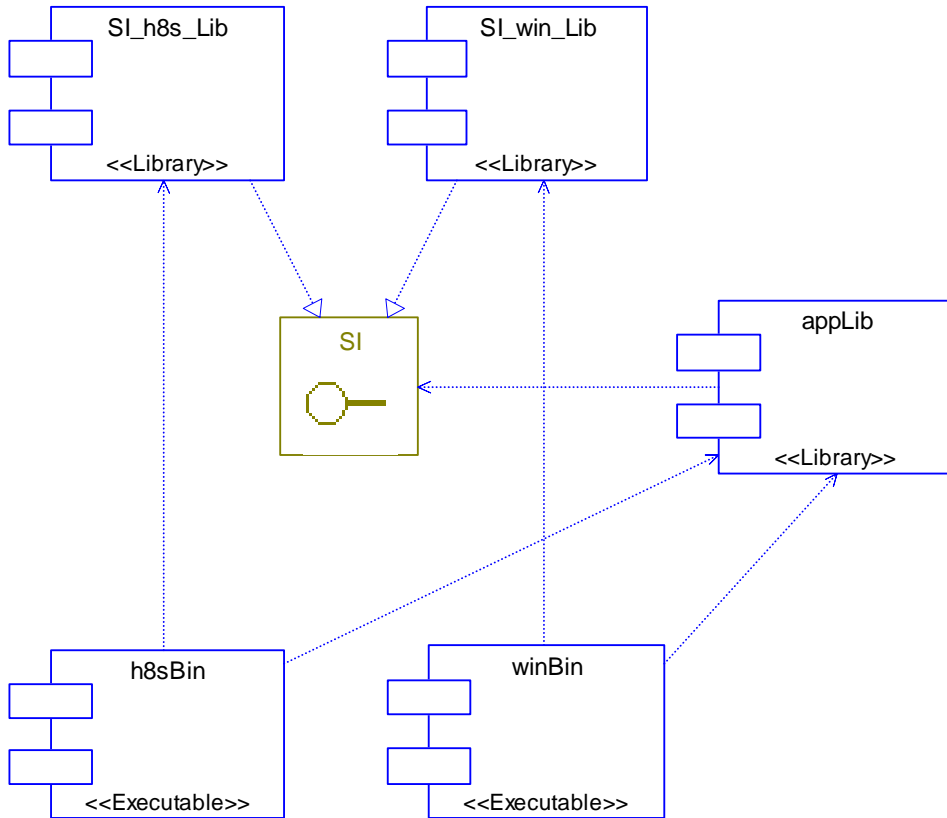 SI_h8s_Lib
<<Library>>
SI_win_Lib
<<Library>>
SI
appLib
<<Library>>
h8sBin
<<Executable>>
winBin
<<Executable>>